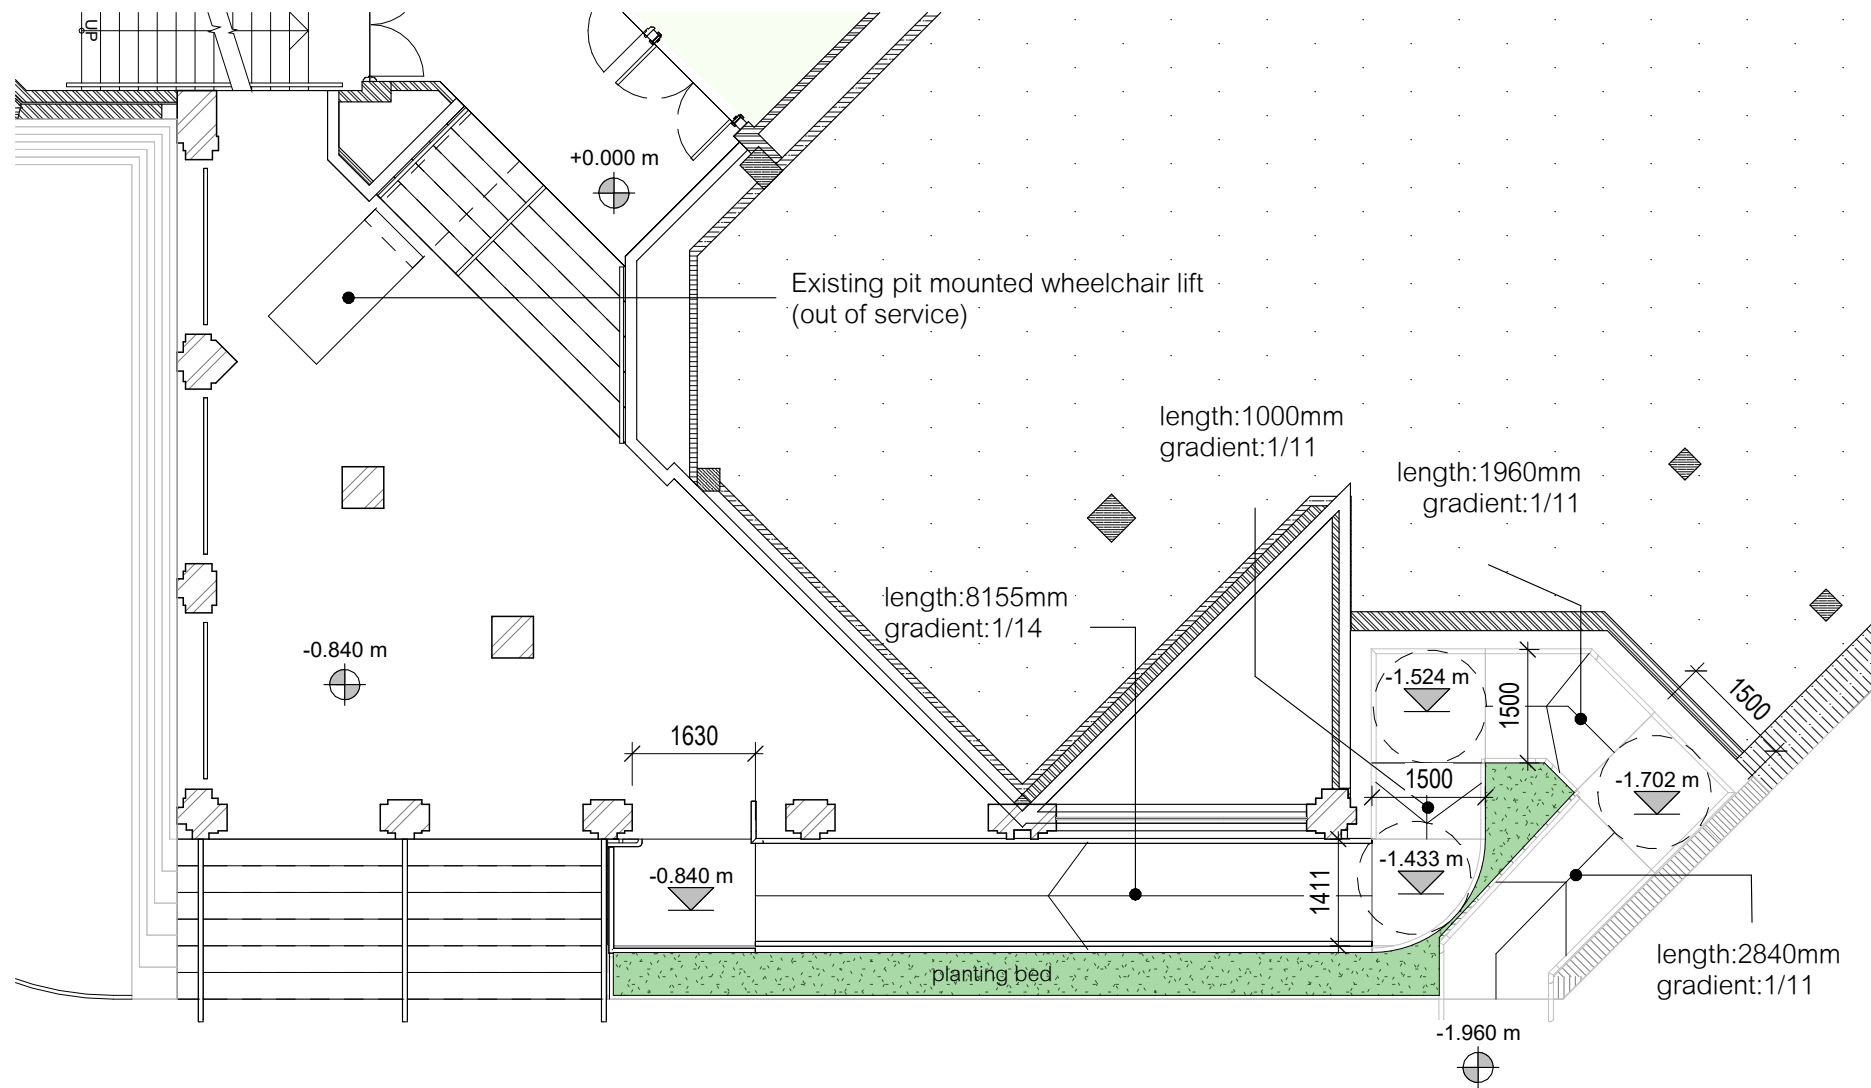 UP
+0.000 m
Existing pit mounted wheelchair lift
(out of service)
length:1000mm
gradient:1/11
length:1960mm
gradient:1/11
length:8155mm
gradient:1/14
-0.840 m
-1.524 m
1500
1500
1630
1500
-1.702 m
-0.840 m
1411
-1.433 m
planting bed
length:2840mm
gradient:1/11
-1.960 m